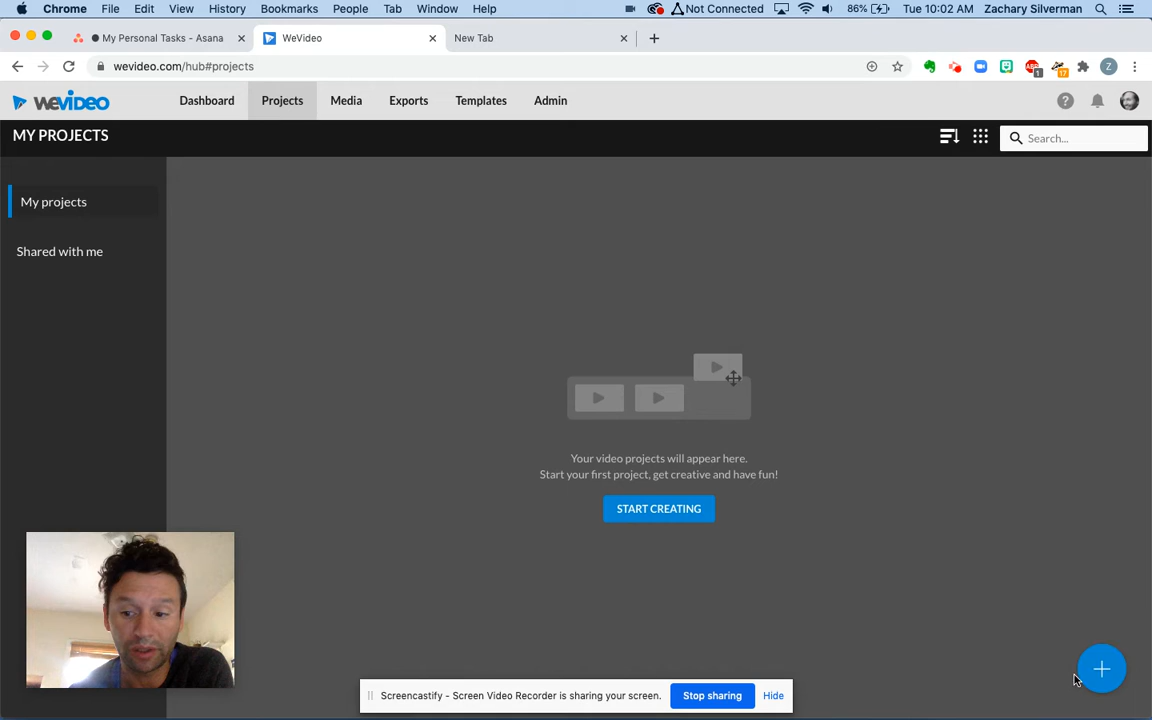 Chrome File Edit View History Bookmarks People Tab Window Help Not Connected 86% Tue 10:02 AM Zachary Silverman
My Personal Tasks - Asana WeVideo New Tab
wevideo.com/hub#projects ABP 1 17 Z
WEVIDEO Dashboard Projects Media Exports Templates Admin
MY PROJECTS Search...
My projects
Shared with me
Your video projects will appear here.
Start your first project, get creative and have fun!
START CREATING
Screencastify - Screen Video Recorder is sharing your screen. Stop sharing Hide